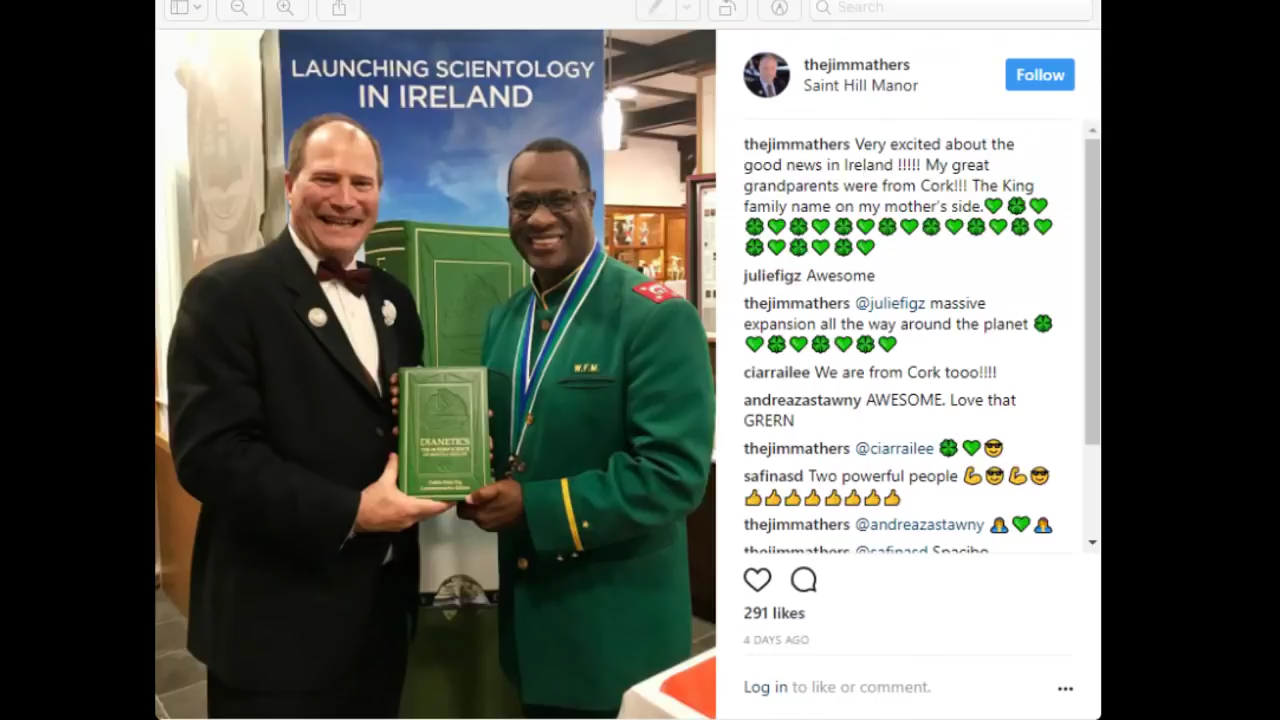 Search
LAUNCHING SCIENTOLOGY
IN IRELAND
W.F.M.
DIANETICS
thejimmathers
Saint Hill Manor
Follow
thejimmathers Very excited about the
good news in Ireland !!!!! My great
grandparents were from Cork!!! The King
family name on my mother's side.💚🍀💚
🍀💚🍀💚🍀💚🍀💚🍀💚🍀💚🍀💚
🍀💚🍀💚🍀💚
juliefigz Awesome
thejimmathers @juliefigz massive
expansion all the way around the planet 🍀
💚🍀💚🍀💚🍀💚
ciarrailee We are from Cork tooo!!!!
andreazastawny AWESOME. Love that
GRERN
thejimmathers @ciarrailee 🍀💚😎
safinasd Two powerful people 💪😎💪😎
👍👍👍👍👍👍👍👍
thejimmathers @andreazastawny 🤦💚🤦
thejimmathers @safinasd Spacibo
291 likes
4 DAYS AGO
Log in to like or comment.